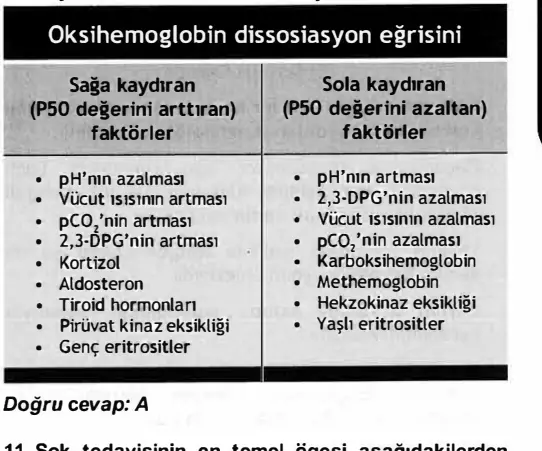 Oksihemoglobin dissosiasyon eğrisini
Sağa kaydıran
(P50 değerini arttıran)
faktörler
• pH'nın azalması
• Vücut ısısının artması
• pCO₂'nin artması
• 2,3-DPG'nin artması
• Kortizol
• Aldosteron
• Tiroid hormonları
• Pirüvat kinaz eksikliği
• Genç eritrositler
Sola kaydıran
(P50 değerini azaltan)
faktörler
• pH'nın artması
• 2,3-DPG'nin azalması
• Vücut ısısının azalması
• pCO₂'nin azalması
• Karboksihemoglobin
• Methemoglobin
• Hekzokinaz eksikliği
• Yaşlı eritrositler
Doğru cevap: A
11. Şok tedavisinin en temel ögesi aşağıdakilerden